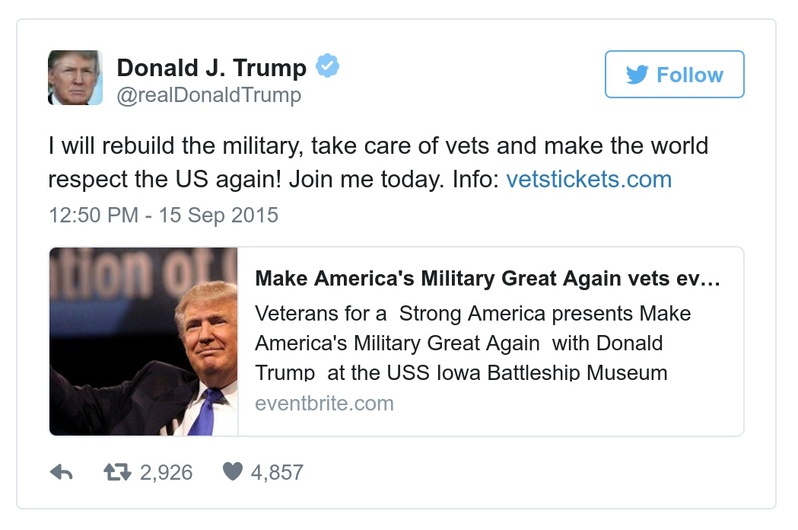 Donald J. Trump
@realDonaldTrump
Follow
I will rebuild the military, take care of vets and make the world
respect the US again! Join me today. Info: vetstickets.com
12:50 PM - 15 Sep 2015
tion of
Make America's Military Great Again vets ev...
Veterans for a Strong America presents Make
America's Military Great Again with Donald
Trump at the USS Iowa Battleship Museum
eventbrite.com
2,926 4,857